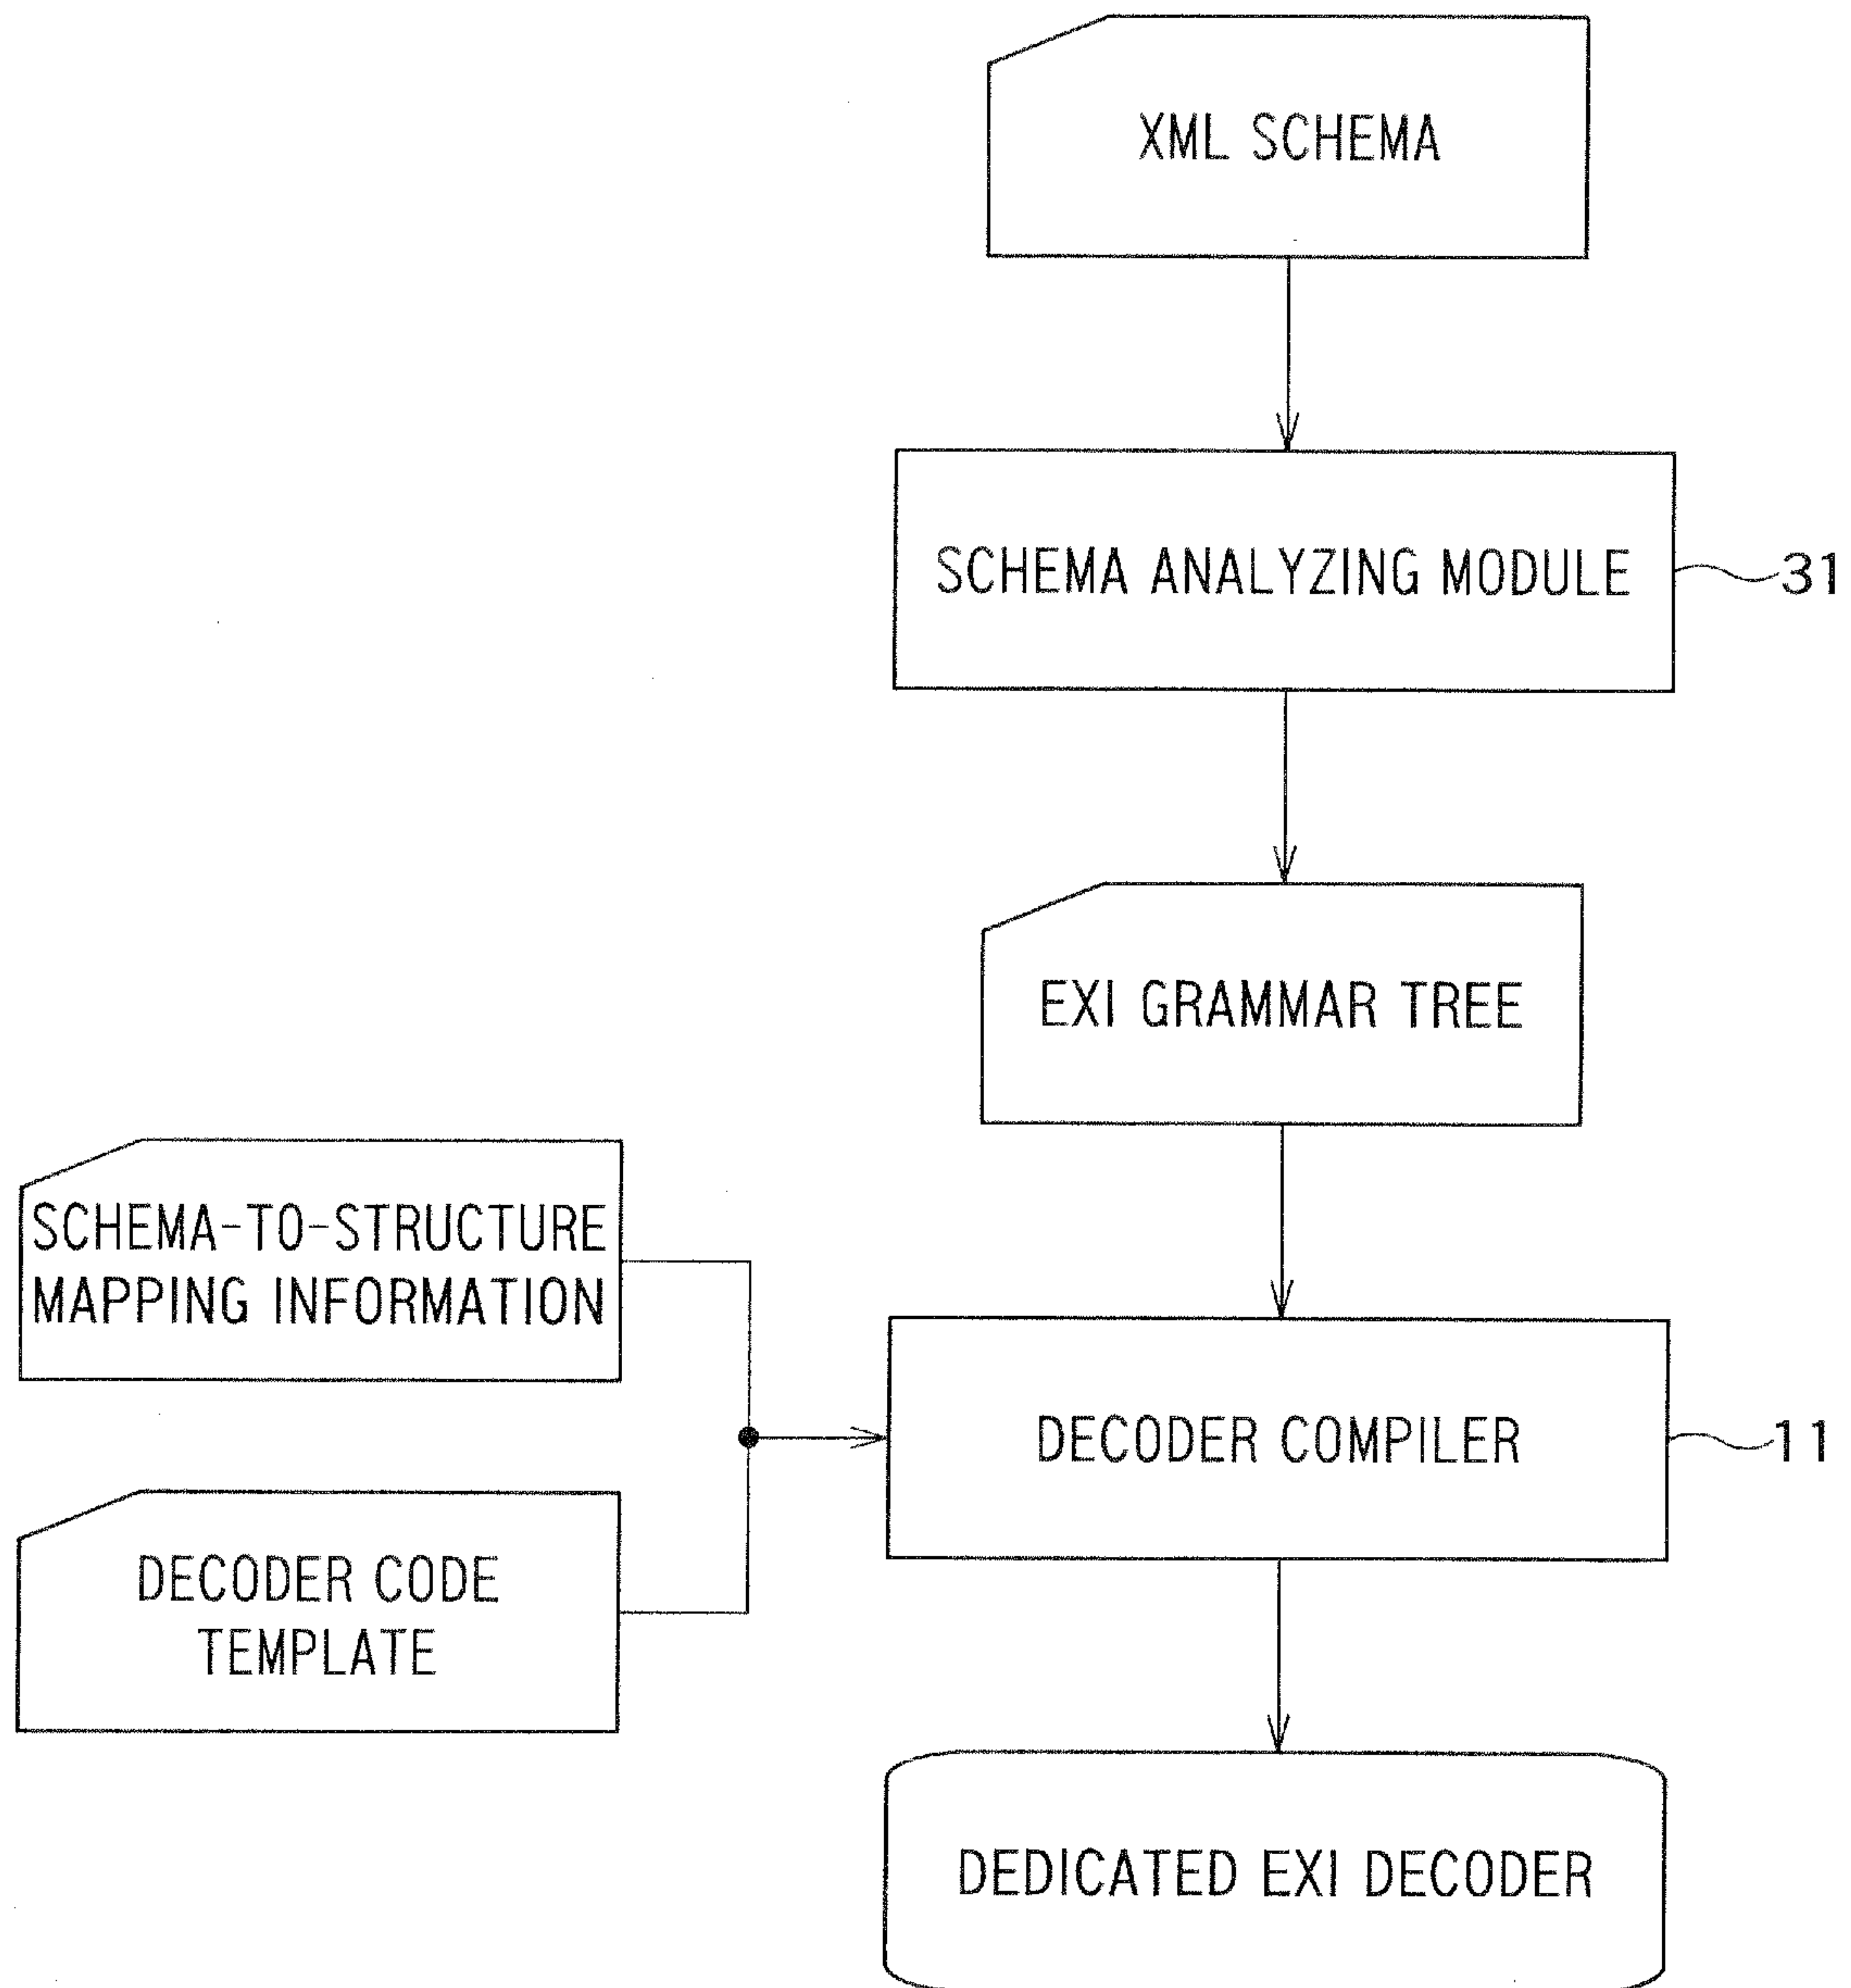 XML SCHEMA
SCHEMA ANALYZING MODULE
31
EXI GRAMMAR TREE
SCHEMA-TO-STRUCTURE
MAPPING INFORMATION
DECODER COMPILER
11
DECODER CODE
TEMPLATE
DEDICATED EXI DECODER